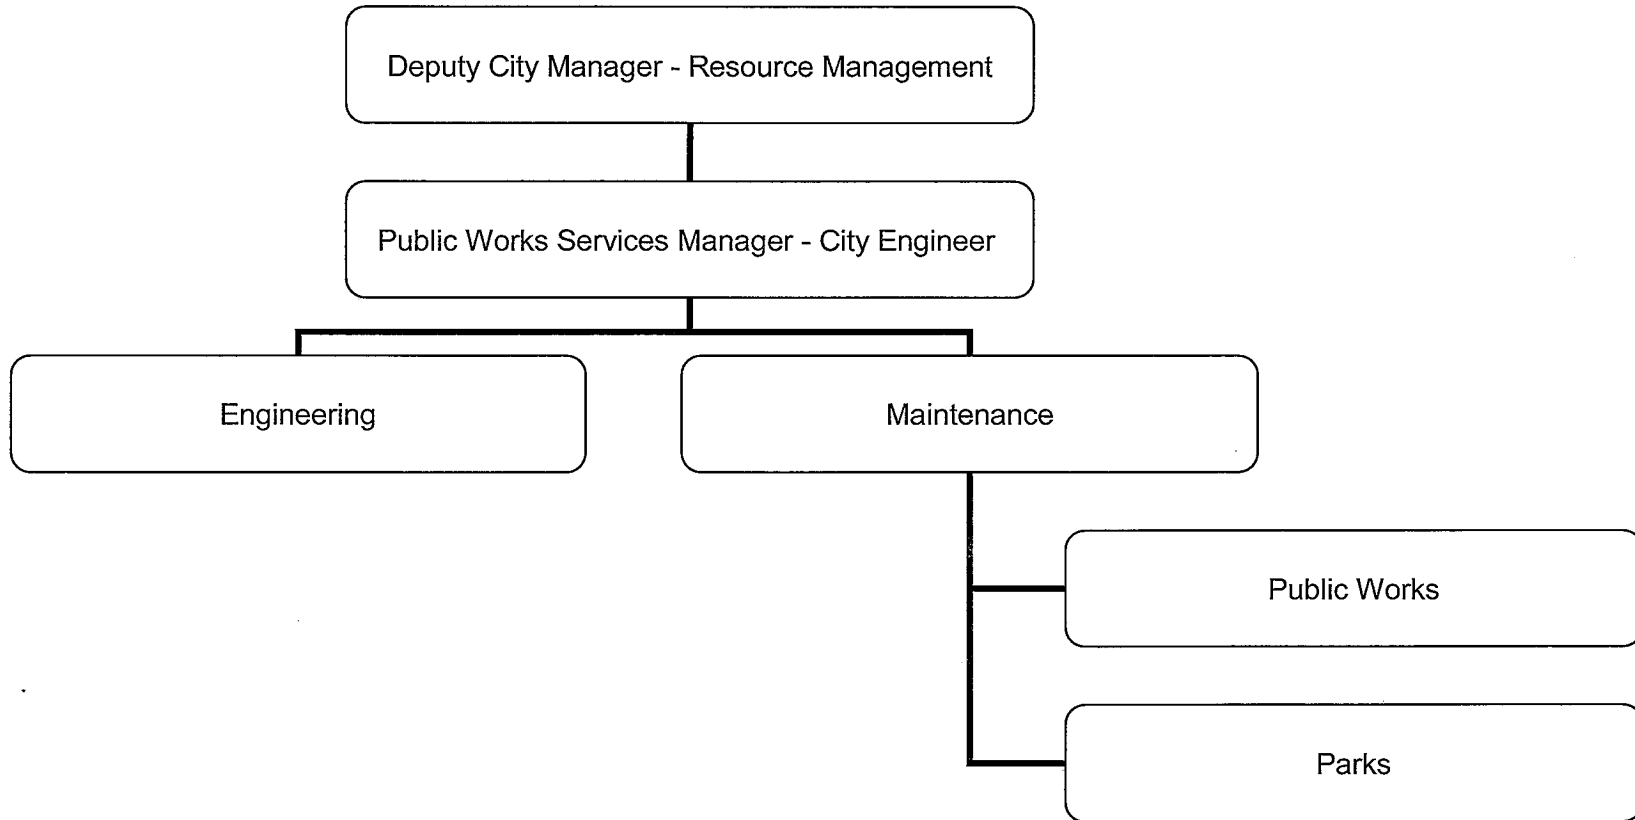 Deputy City Manager - Resource Management
Public Works Services Manager - City Engineer
Engineering
Maintenance
Public Works
Parks